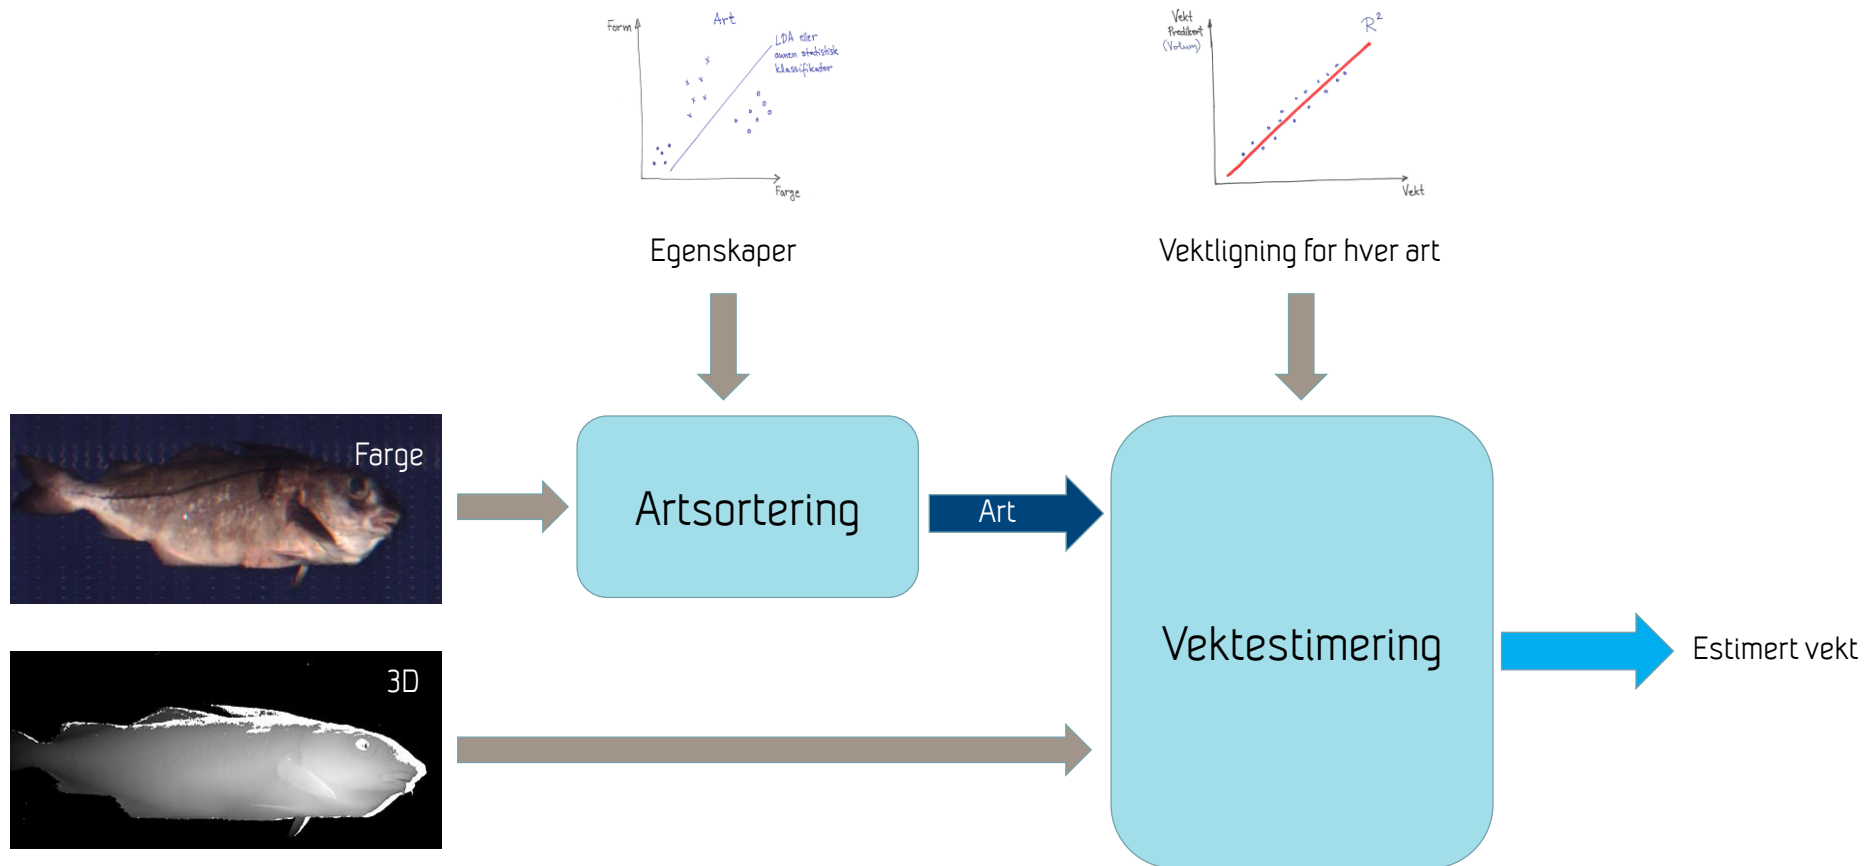 Form
Art
LDA eller
annen statistisk
klassifikator
Farge
Vekt
Predikert
(Volum)
R²
Vekt
Egenskaper
Vektligning for hver art
Farge
Artsortering
Art
3D
Vektestimering
Estimert vekt